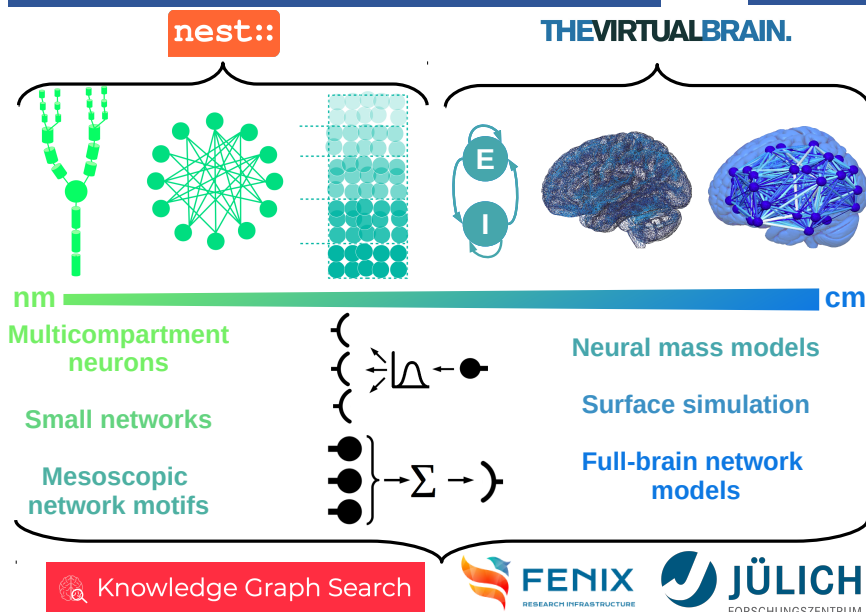 nest::
THEVIRTUALBRAIN.
E
I
nm
cm
Multicompartment
neurons
Small networks
Mesoscopic
network motifs
Σ
Neural mass models
Surface simulation
Full-brain network
models
Knowledge Graph Search
FENIX
RESEARCH INFRASTRUCTURE
JÜLICH
FORSCHUNGSZENTRUM